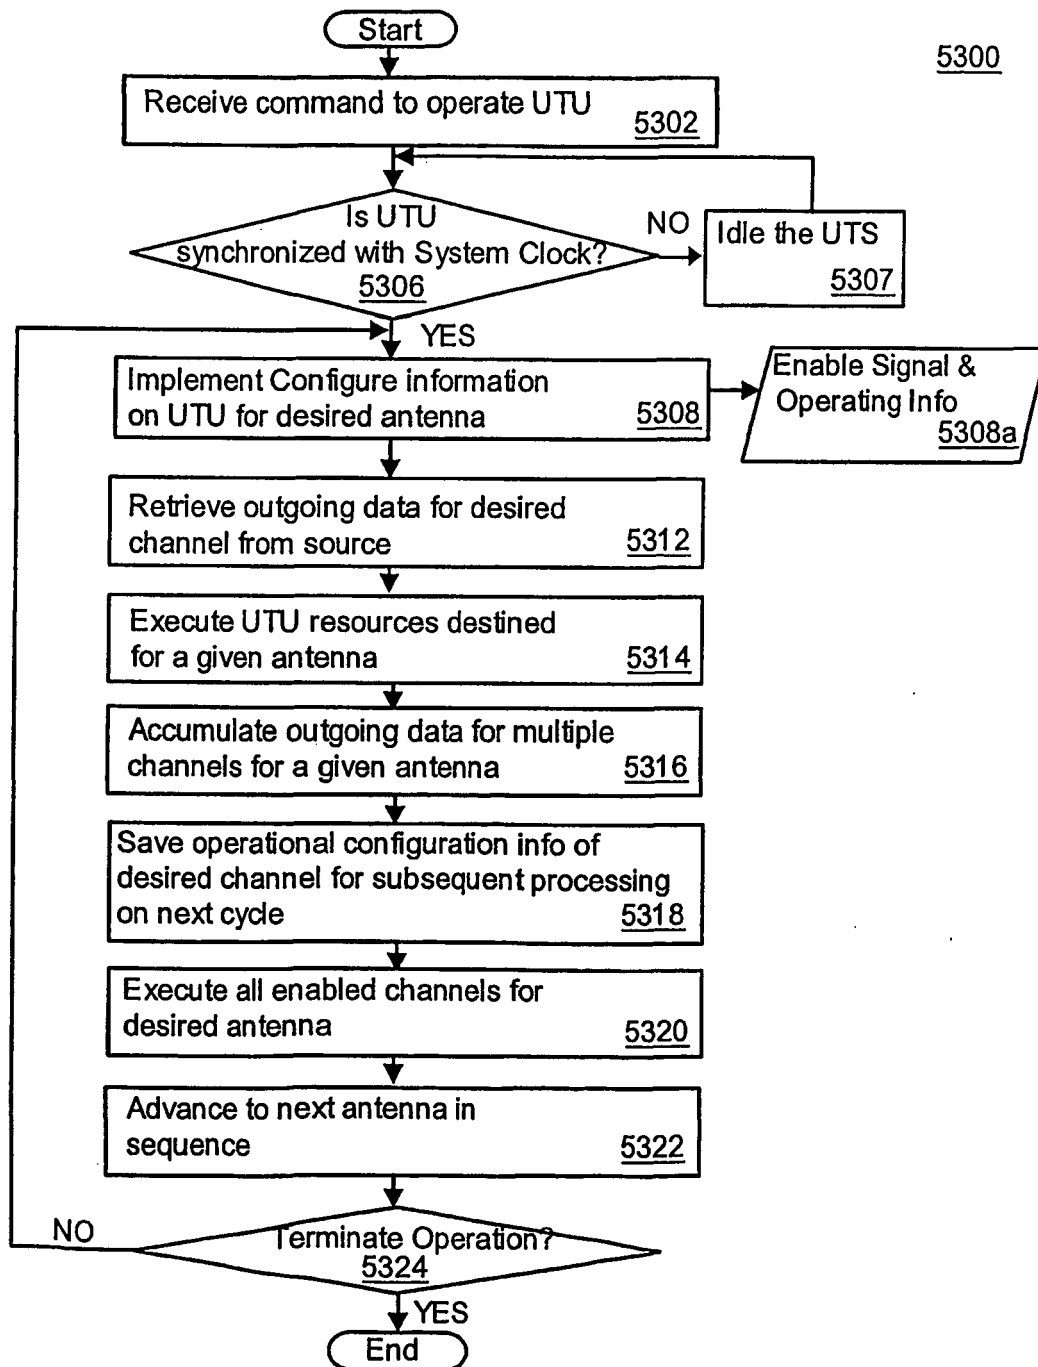 Start
5300
Receive command to operate UTU
5302
Is UTU
synchronized with System Clock?
5306
NO
Idle the UTS
5307
YES
Implement Configure information
on UTU for desired antenna
5308
Enable Signal &
Operating Info
5308a
Retrieve outgoing data for desired
channel from source
5312
Execute UTU resources destined
for a given antenna
5314
Accumulate outgoing data for multiple
channels for a given antenna
5316
Save operational configuration info of
desired channel for subsequent processing
on next cycle
5318
Execute all enabled channels for
desired antenna
5320
Advance to next antenna in
sequence
5322
NO
Terminate Operation?
5324
YES
End